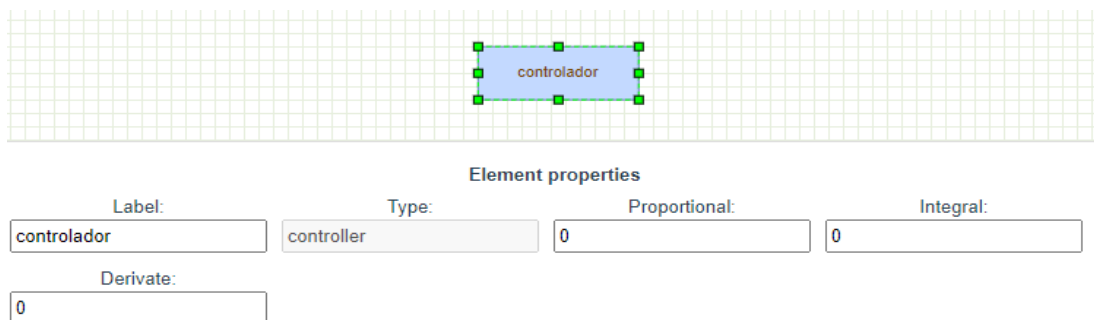 controlador
Element properties
Label: Type: Proportional: Integral:
controlador controller 0 0
Derivate:
0